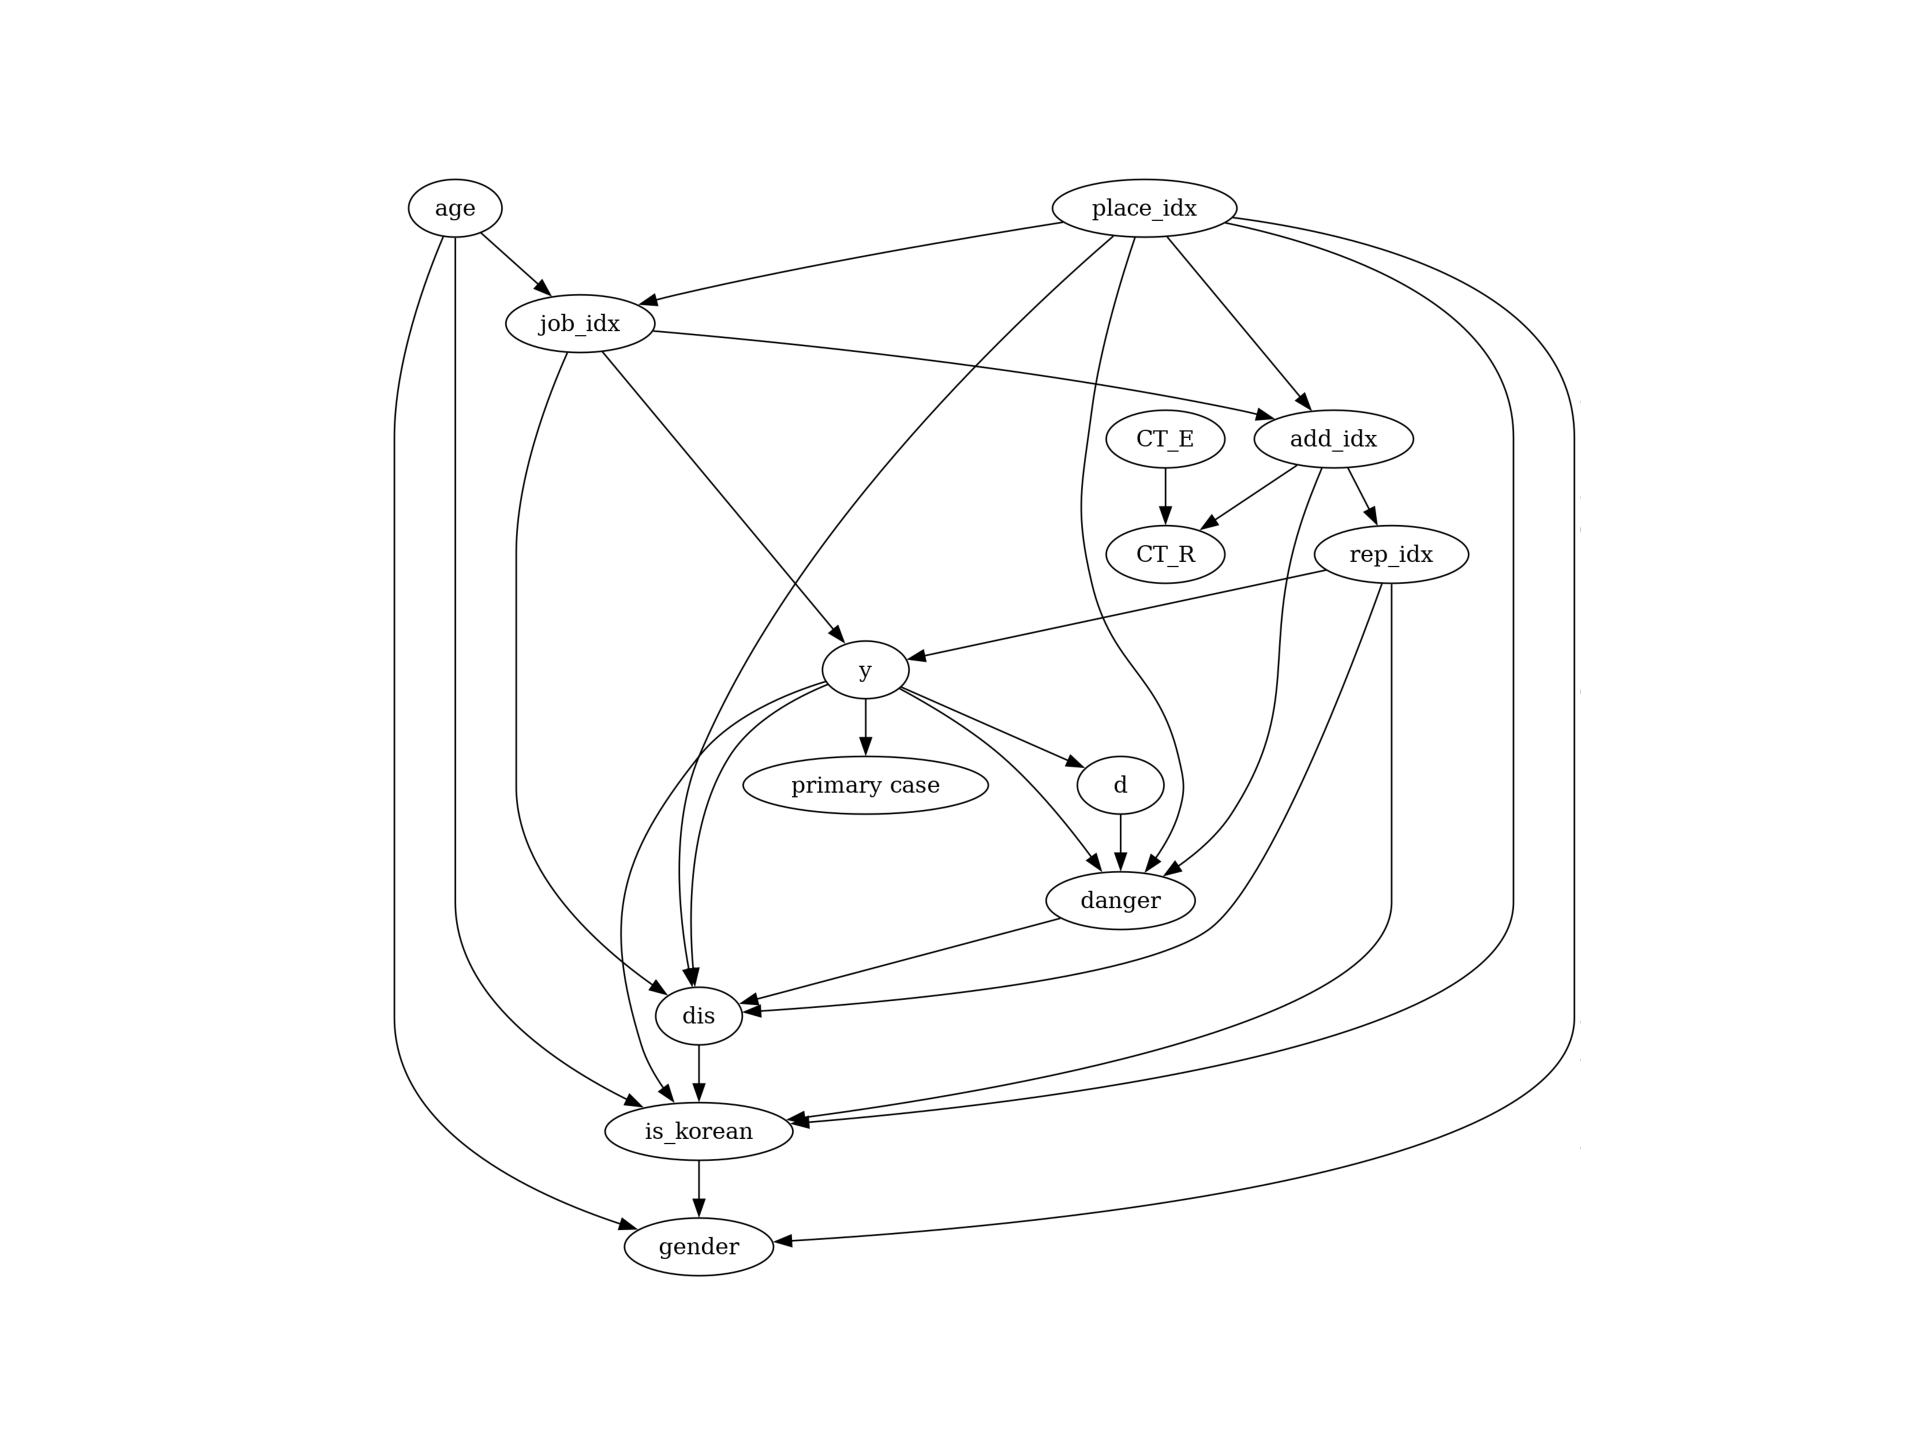 age
place_idx
job_idx
CT_E
add_idx
CT_R
rep_idx
y
primary case
d
danger
dis
is_korean
gender